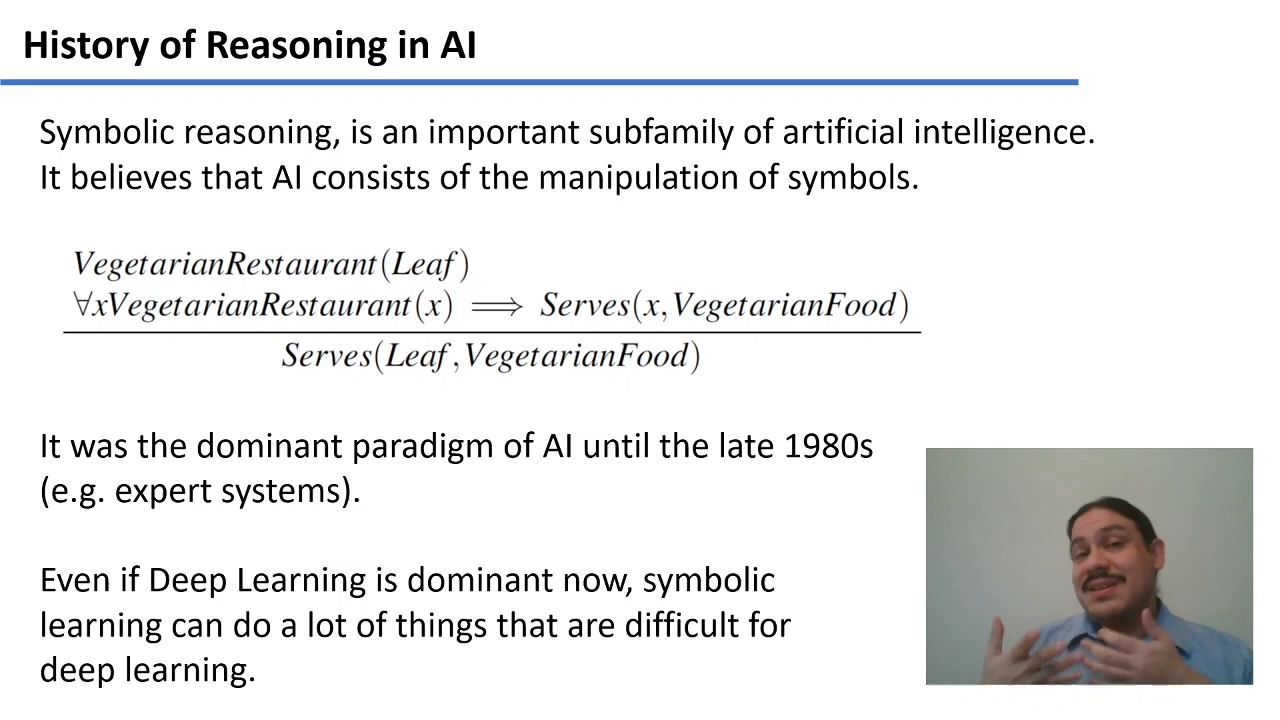 History of Reasoning in AI
Symbolic reasoning, is an important subfamily of artificial intelligence.
It believes that AI consists of the manipulation of symbols.
VegetarianRestaurant(Leaf)
∀xVegetarianRestaurant(x) ⟹ Serves(x,VegetarianFood)
Serves(Leaf,VegetarianFood)
It was the dominant paradigm of AI until the late 1980s
(e.g. expert systems).
Even if Deep Learning is dominant now, symbolic
learning can do a lot of things that are difficult for
deep learning.